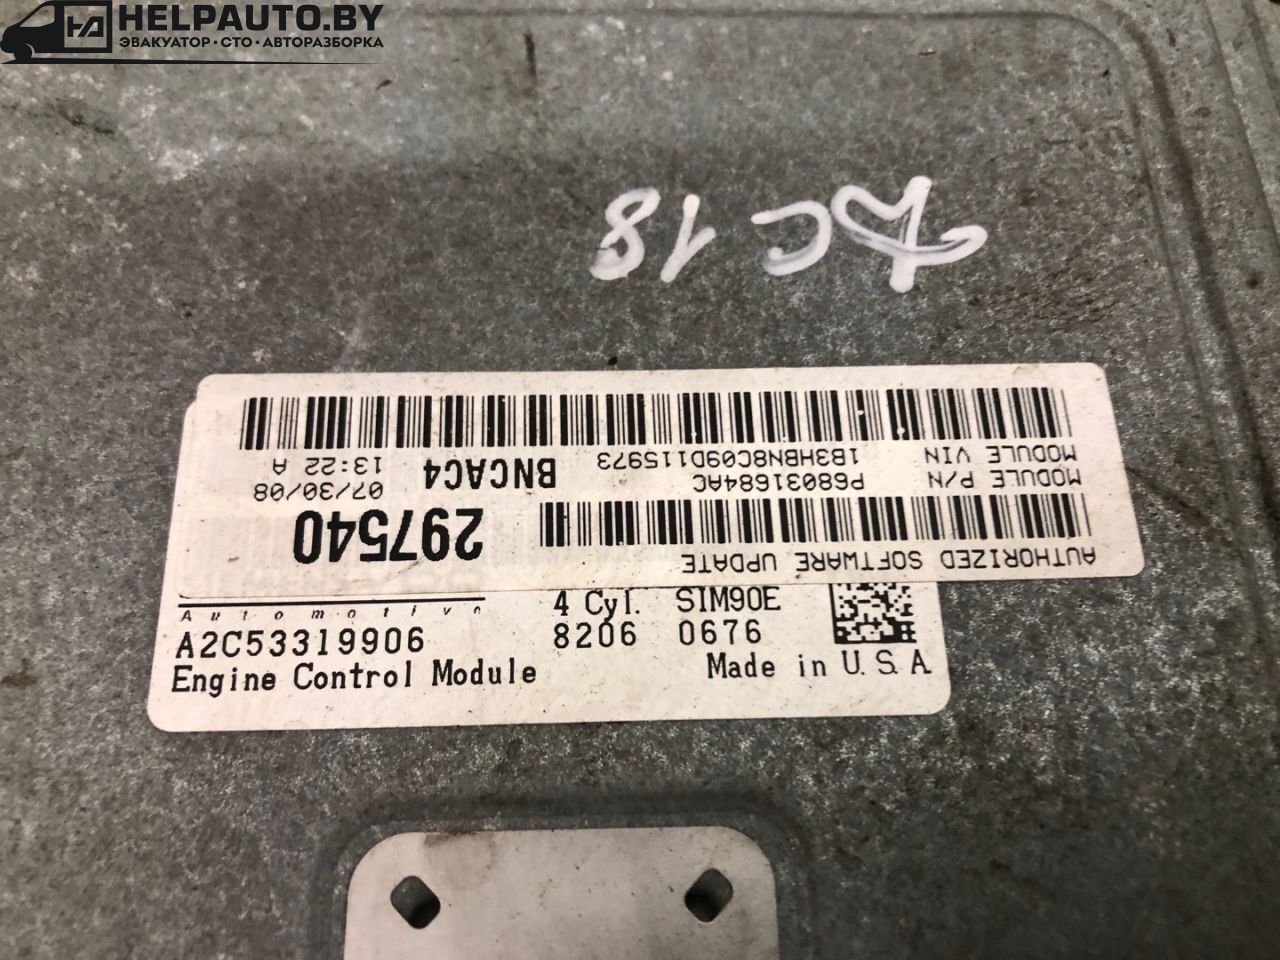 HELPAUTO.BY
ЭВАКУАТОР·СТО·АВТОРАЗБОРКА
AC 18
AUTHORIZED SOFTWARE UPDATE
297540
MODULE P/N P68031684AC
07/30/08
MODULE VIN 1B3HBN8C09D115973
BNCAC4
13:22 A
Automotive
4 Cyl. SIM90E
A2C53319906 8206 0676
Engine Control Module Made in U.S.A.